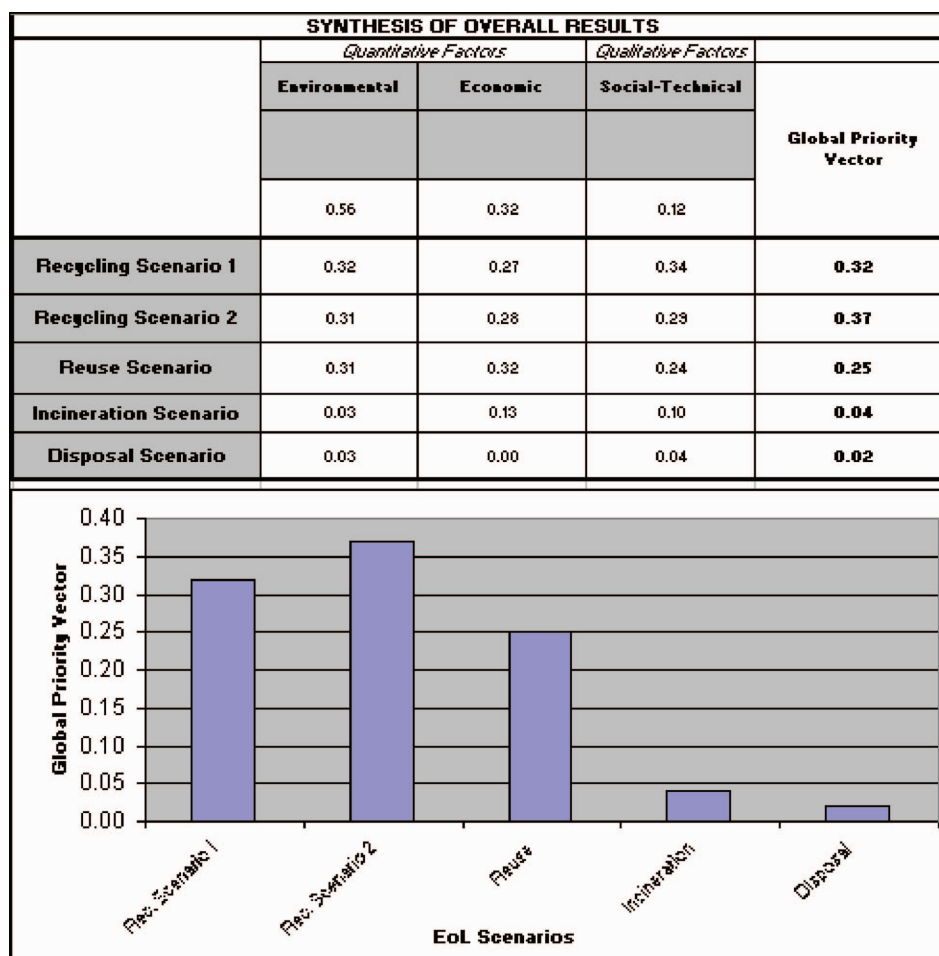 SYNTHESIS OF OVERALL RESULTS
Quantitative Factors Qualitative Factors
Environmental Economic Social-Technical
Global Priority
Vector
0.56 0.32 0.12
Recycling Scenario 1 0.32 0.27 0.34 0.32
Recycling Scenario 2 0.31 0.28 0.29 0.37
Reuse Scenario 0.31 0.32 0.24 0.25
Incineration Scenario 0.03 0.13 0.10 0.04
Disposal Scenario 0.03 0.00 0.04 0.02
Global Priority Vector
0.40
0.35
0.30
0.25
0.20
0.15
0.10
0.05
0.00
Rec. Scenario 1
Rec. Scenario 2
Reuse
Incineration
Disposal
EoL Scenarios